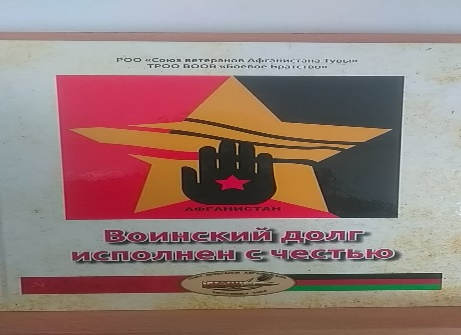 РОО «Союз ветеранов Афганистана Тувы»
ТРОО ВООВ «Боевое Братство»
АФГАНИСТАН
Воинский долг
исполнен с честью